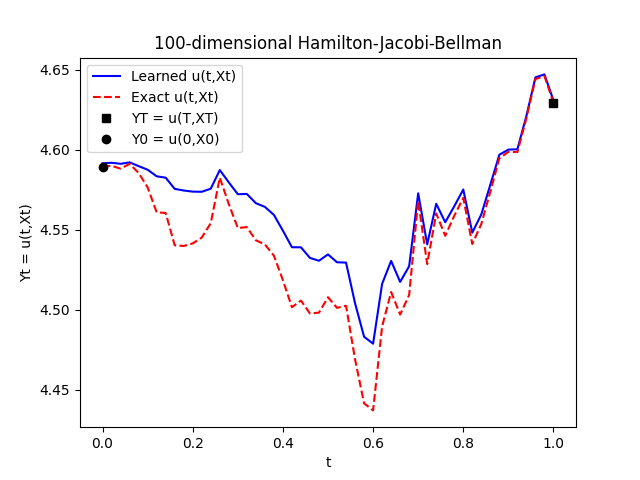 100-dimensional Hamilton-Jacobi-Bellman
4.65
4.60
4.55
4.50
4.45
Yt = u(t,Xt)
Learned u(t,Xt)
Exact u(t,Xt)
YT = u(T,XT)
Y0 = u(0,X0)
0.0 0.2 0.4 0.6 0.8 1.0
t